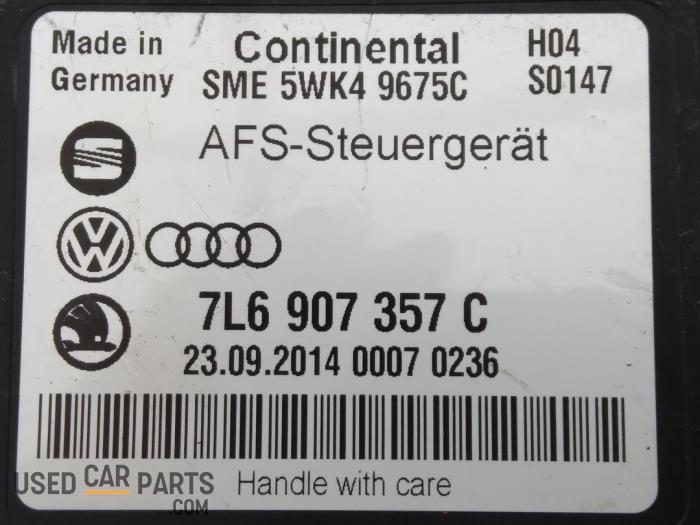 Made in Germany
Continental
SME 5WK4 9675C
H04
S0147
AFS-Steuergerät
VW
7L6 907 357 C
23.09.2014 0007 0236
Handle with care
USED CAR PARTS.COM